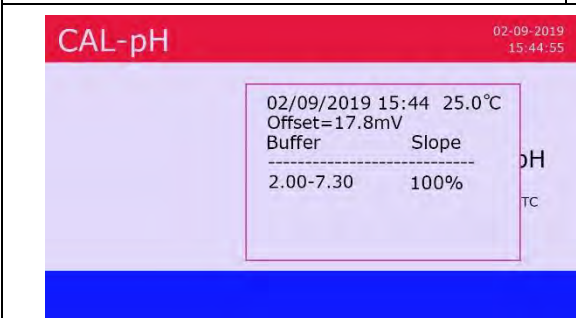 CAL-pH
02-09-2019
15:44:55
02/09/2019 15:44 25.0℃
Offset=17.8mV
Buffer Slope
----------------------------
2.00-7.30 100%
pH
TC